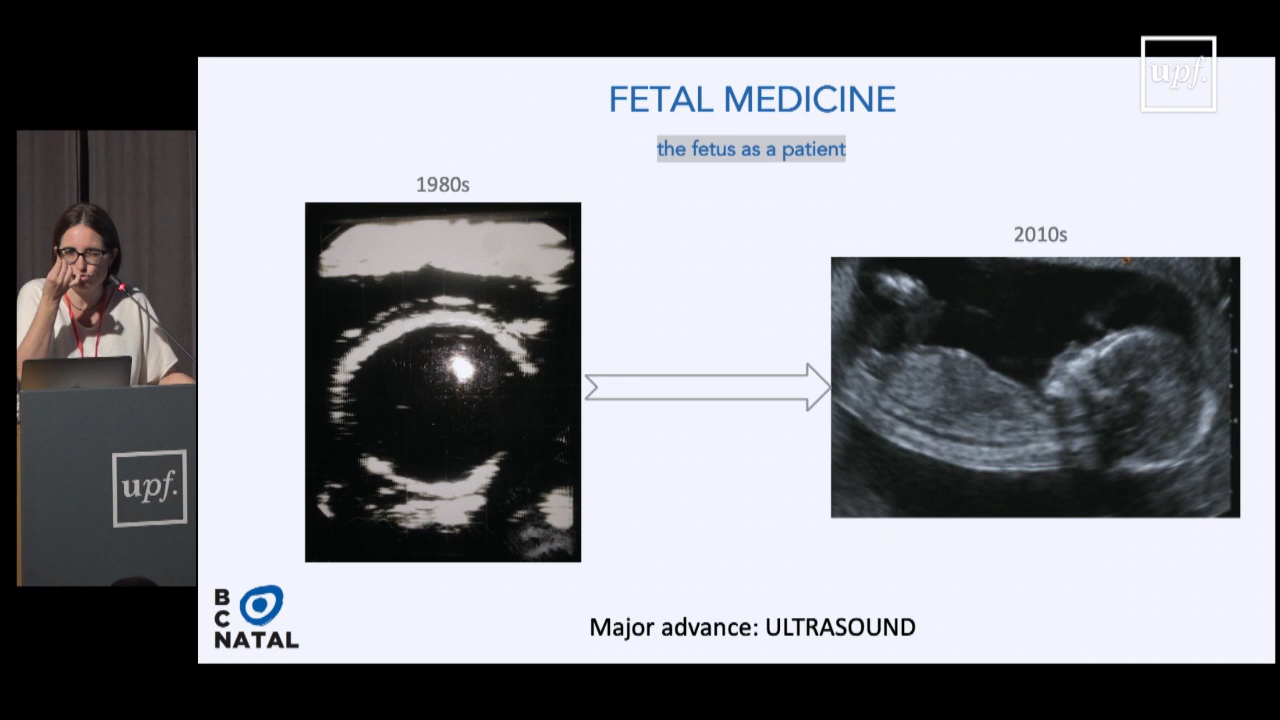 upf.
FETAL MEDICINE
the fetus as a patient
1980s
2010s
upf.
B
C
NATAL
Major advance: ULTRASOUND